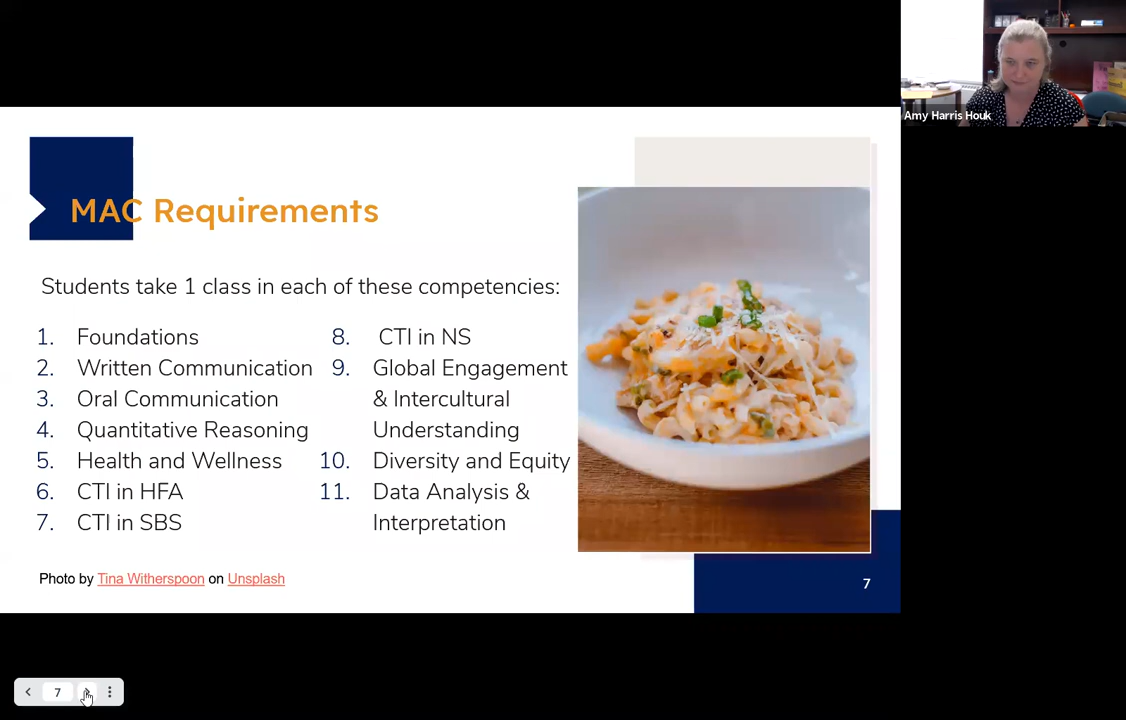 Amy Harris Houk
MAC Requirements
Students take 1 class in each of these competencies:
1. Foundations
2. Written Communication
3. Oral Communication
4. Quantitative Reasoning
5. Health and Wellness
6. CTI in HFA
7. CTI in SBS
8. CTI in NS
9. Global Engagement
& Intercultural
Understanding
10. Diversity and Equity
11. Data Analysis &
Interpretation
Photo by Tina Witherspoon on Unsplash
7
7